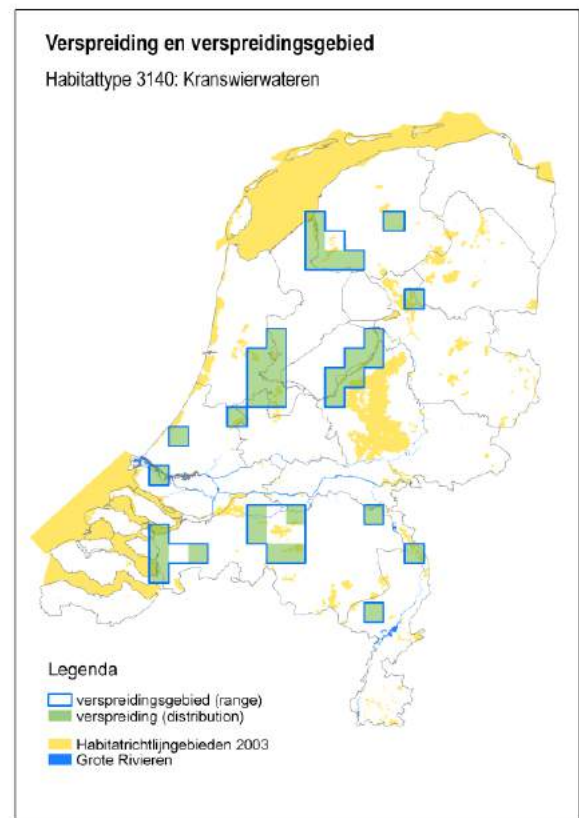 Verspreiding en verspreidingsgebied
Habitattype 3140: Kranswierwateren
Legenda
verspreidingsgebied (range)
verspreiding (distribution)
Habitatrichtlijngebieden 2003
Grote Rivieren